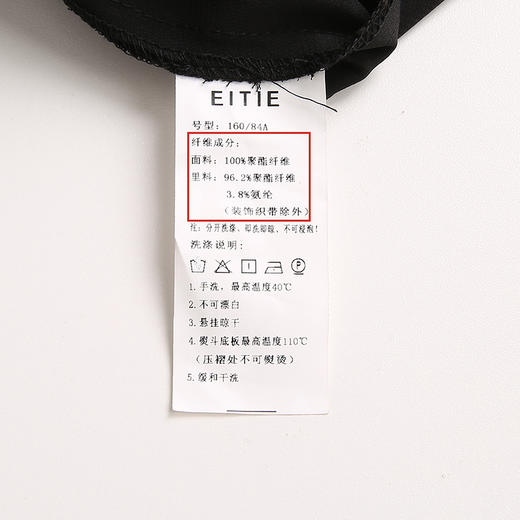 EITIE
号型: 160/84A
纤维成分:
面料: 100%聚酯纤维
里料: 96.2%聚酯纤维
3.8%氨纶
(装饰织带除外)
注: 分开洗涤、即洗即晾、不可浸泡!
洗涤说明:
1.手洗,最高温度40℃
2.不可漂白
3.悬挂晾干
4.熨斗底板最高温度110℃
(压褶处不可熨烫)
5.缓和干洗